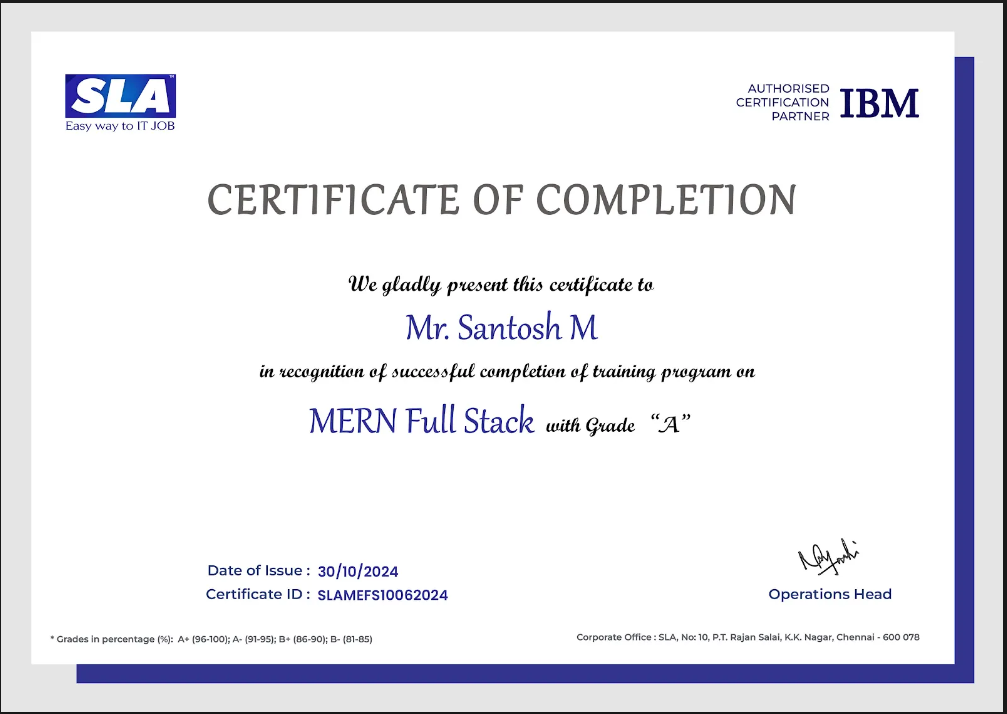 SLA™
Easy way to IT JOB
AUTHORISED
CERTIFICATION
PARTNER
IBM
CERTIFICATE OF COMPLETION
We gladly present this certificate to
Mr. Santosh M
in recognition of successful completion of training program on
MERN Full Stack with Grade “A”
Date of Issue : 30/10/2024
Certificate ID : SLAMEFS10062024
Operations Head
* Grades in percentage (%): A+ (96-100); A- (91-95); B+ (86-90); B- (81-85)
Corporate Office : SLA, No: 10, P.T. Rajan Salai, K.K. Nagar, Chennai - 600 078